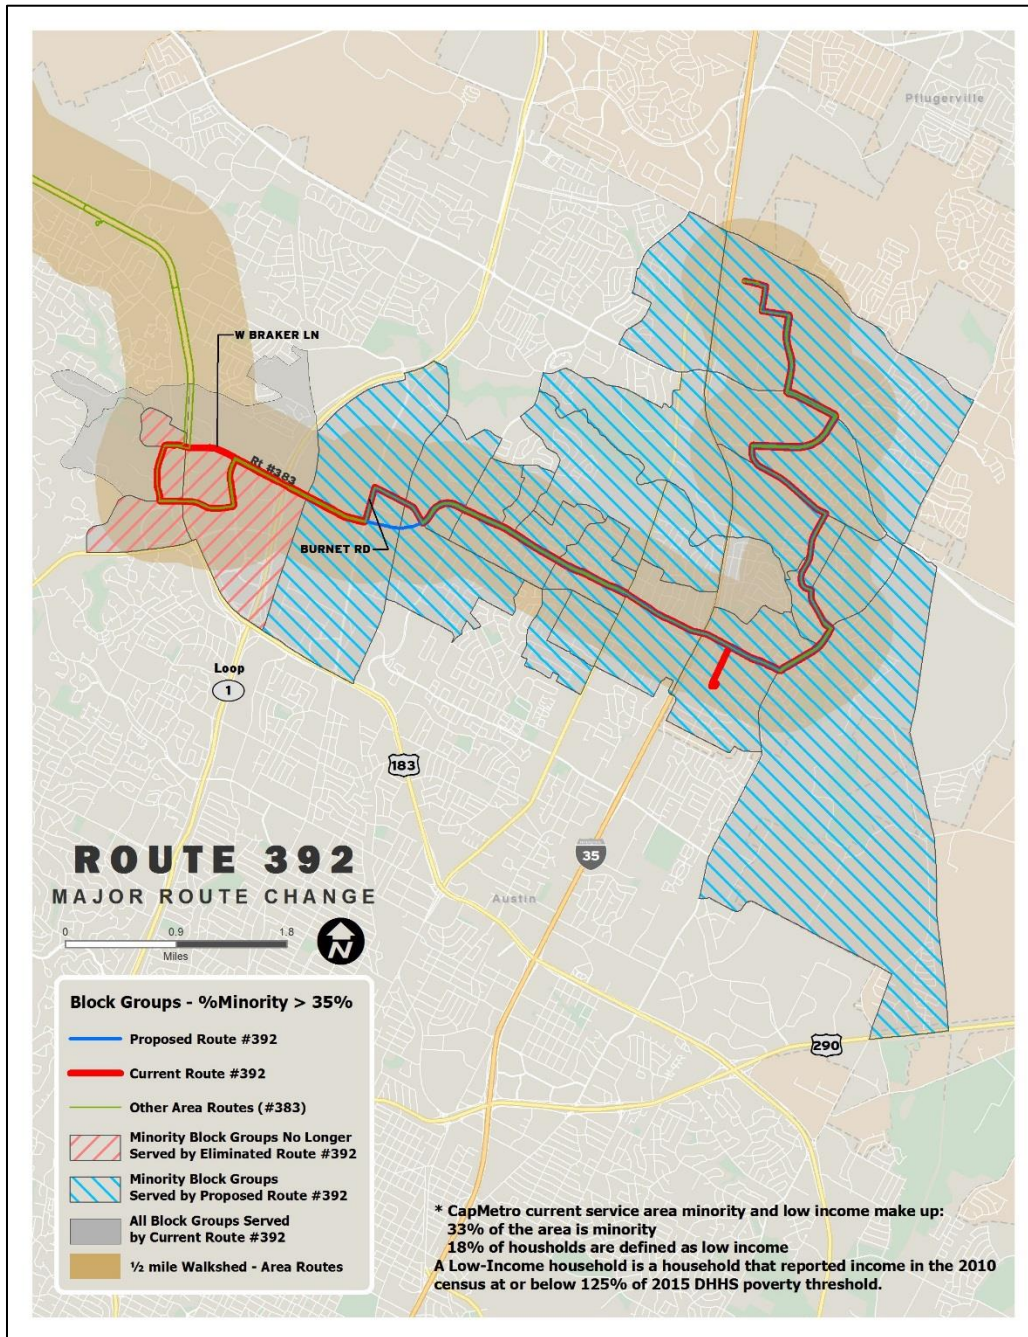 Pflugerville
W BRAKER LN
Rt #383
BURNET RD
Loop
1
183
35
Austin
290
ROUTE 392
MAJOR ROUTE CHANGE
0 0.9 1.8
Miles
N
Block Groups - %Minority > 35%
Proposed Route #392
Current Route #392
Other Area Routes (#383)
Minority Block Groups No Longer
Served by Eliminated Route #392
Minority Block Groups
Served by Proposed Route #392
All Block Groups Served
by Current Route #392
½ mile Walkshed - Area Routes
* CapMetro current service area minority and low income make up:
33% of the area is minority
18% of housholds are defined as low income
A Low-Income household is a household that reported income in the 2010
census at or below 125% of 2015 DHHS poverty threshold.